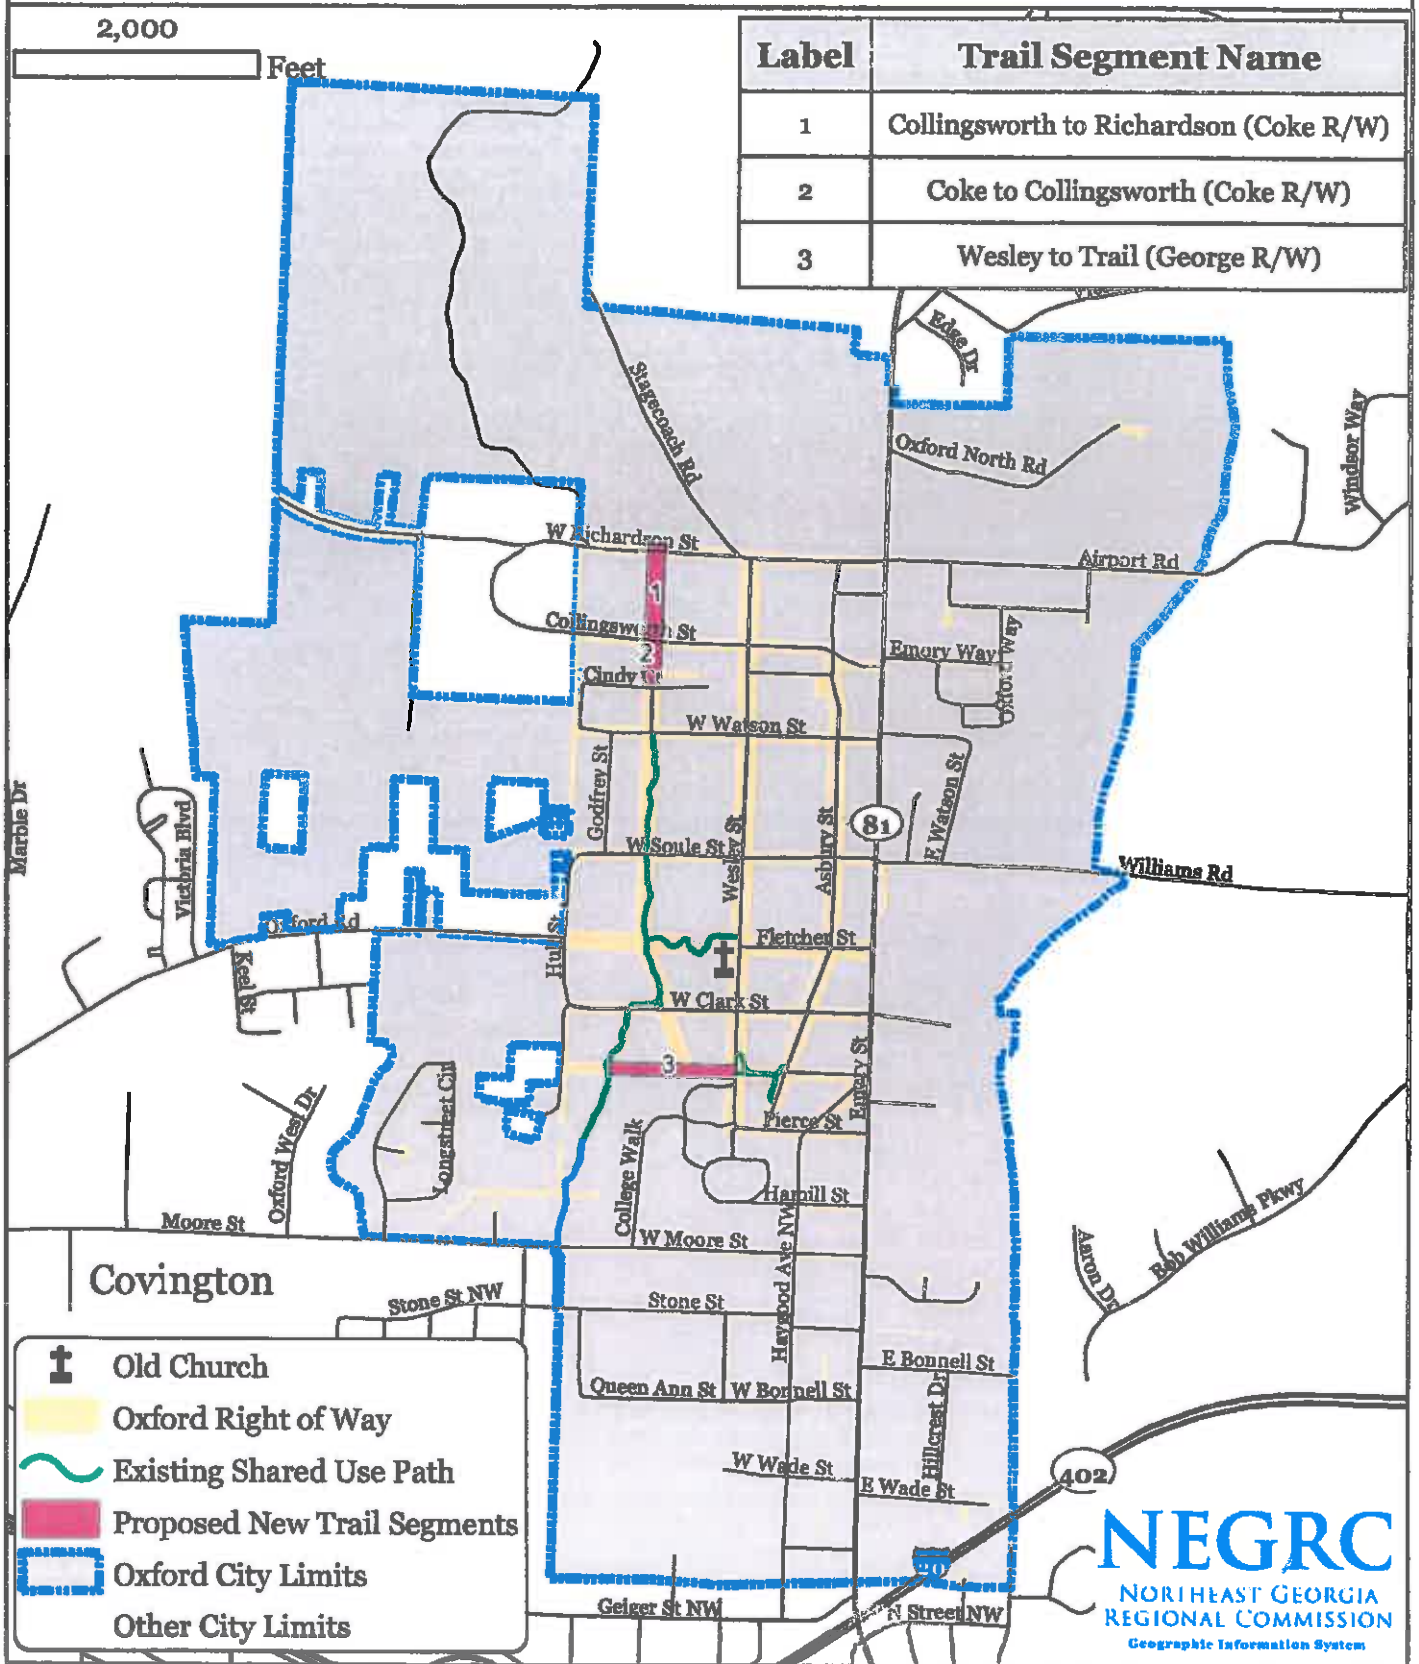 2,000
Feet
Label Trail Segment Name
1 Collingsworth to Richardson (Coke R/W)
2 Coke to Collingsworth (Coke R/W)
3 Wesley to Trail (George R/W)
Edge Dr
Stagecoach Rd
Oxford North Rd
Windsor Way
W Richardson St
Airport Rd
1
Collingsworth St
2
Emory Way
Oxford Way
Cindy
W Watson St
Godfrey St
E Watson St
Marble Dr
Victoria Blvd
81
W Soule St
Wesley St
Asbury St
Williams Rd
Oxford Rd
Hull St
Fletcher St
Keel St
W Clark St
3
Emory St
Longstreet Cir
Oxford West Dr
Pierce St
College Walk
Hamill St
Moore St
W Moore St
Haygood Ave NW
Aaron Dr
Rob Williams Pkwy
Covington
Stone St NW
Stone St
E Bonnell St
Queen Ann St
W Bonnell St
Hillcrest Dr
W Wade St
E Wade St
402
Geiger St NW
N Street NW
Old Church
Oxford Right of Way
Existing Shared Use Path
Proposed New Trail Segments
Oxford City Limits
Other City Limits
NEGRC
NORTHEAST GEORGIA
REGIONAL COMMISSION
Geographic Information System